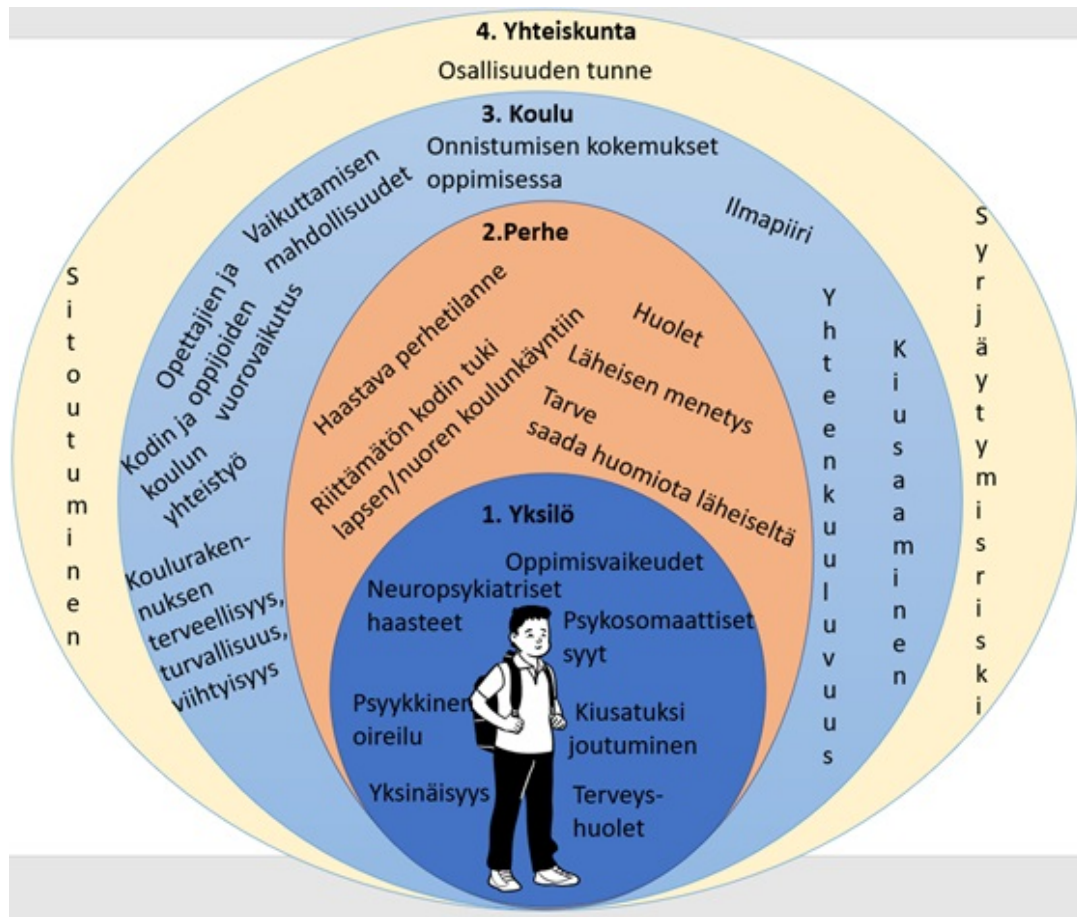 4. Yhteiskunta
Osallisuuden tunne
Sitoutuminen
Syrjäytymisriski
3. Koulu
Onnistumisen kokemukset
oppimisessa
Vaikuttamisen
mahdollisuudet
Opettajien ja
oppijoiden
vuorovaikutus
Kodin ja
koulun
yhteistyö
Kouluraken-
nuksen
terveellisyys,
turvallisuus,
viihtyisyys
Ilmapiiri
Yhteenkuuluvuus
Kiusaaminen
2.Perhe
Haastava perhetilanne
Riittämätön kodin tuki
lapsen/nuoren koulunkäyntiin
Huolet
Läheisen menetys
Tarve
saada huomiota läheiseltä
1. Yksilö
Oppimisvaikeudet
Neuropsykiatriset
haasteet
Psykosomaattiset
syyt
Psyykkinen
oireilu
Kiusatuksi
joutuminen
Yksinäisyys
Terveys-
huolet